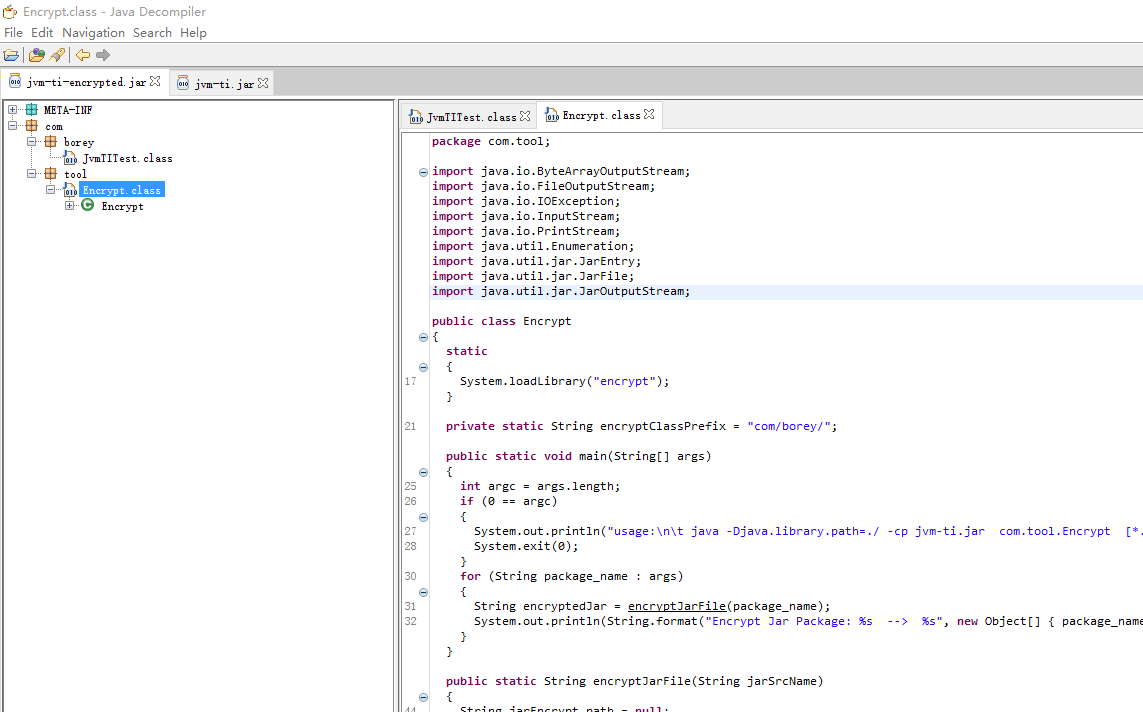 Encrypt.class - Java Decompiler
File Edit Navigation Search Help
jvm-ti-encrypted.jar
jvm-ti.jar
META-INF
com
borey
JvmTITest.class
tool
Encrypt.class
Encrypt
JvmTITest.class
Encrypt.class
package com.tool;
import java.io.ByteArrayOutputStream;
import java.io.FileOutputStream;
import java.io.IOException;
import java.io.InputStream;
import java.io.PrintStream;
import java.util.Enumeration;
import java.util.jar.JarEntry;
import java.util.jar.JarFile;
import java.util.jar.JarOutputStream;
public class Encrypt
{
static
{
17 System.loadLibrary("encrypt");
}
21 private static String encryptClassPrefix = "com/borey/";
public static void main(String[] args)
{
25 int argc = args.length;
26 if (0 == argc)
{
27 System.out.println("usage:\n\t java -Djava.library.path=./ -cp jvm-ti.jar  com.tool.Encrypt  [*.
28 System.exit(0);
}
30 for (String package_name : args)
{
31 String encryptedJar = encryptJarFile(package_name);
32 System.out.println(String.format("Encrypt Jar Package: %s  -->  %s", new Object[] { package_name
}
}
public static String encryptJarFile(String jarSrcName)
{
44 String jarEncrypt_path = null;